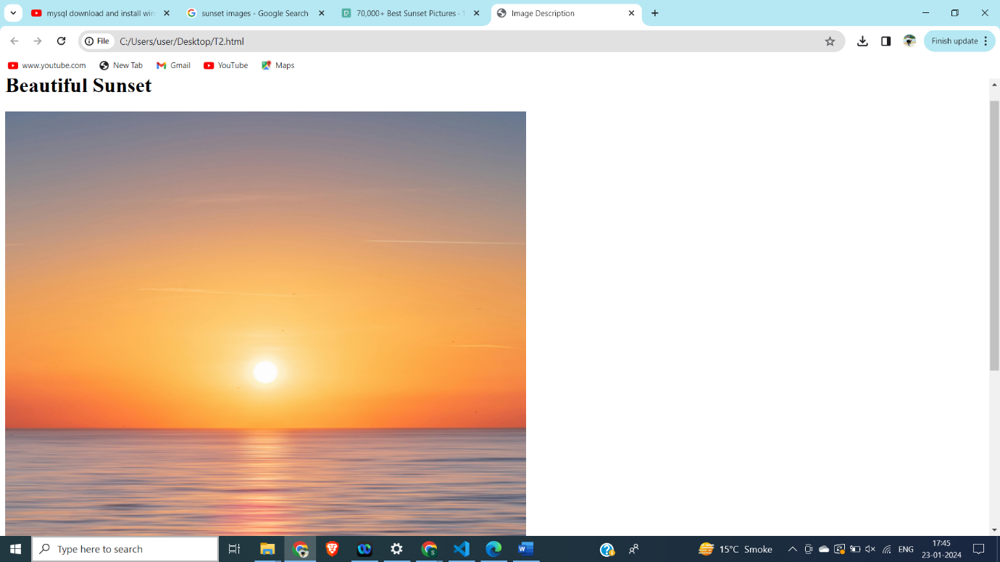 mysql download and install win
sunset images - Google Search
70,000+ Best Sunset Pictures ·
Image Description
File
C:/Users/user/Desktop/T2.html
Finish update
www.youtube.com
New Tab
Gmail
YouTube
Maps
Beautiful Sunset
Type here to search
15°C Smoke
ENG
17:45
23-01-2024